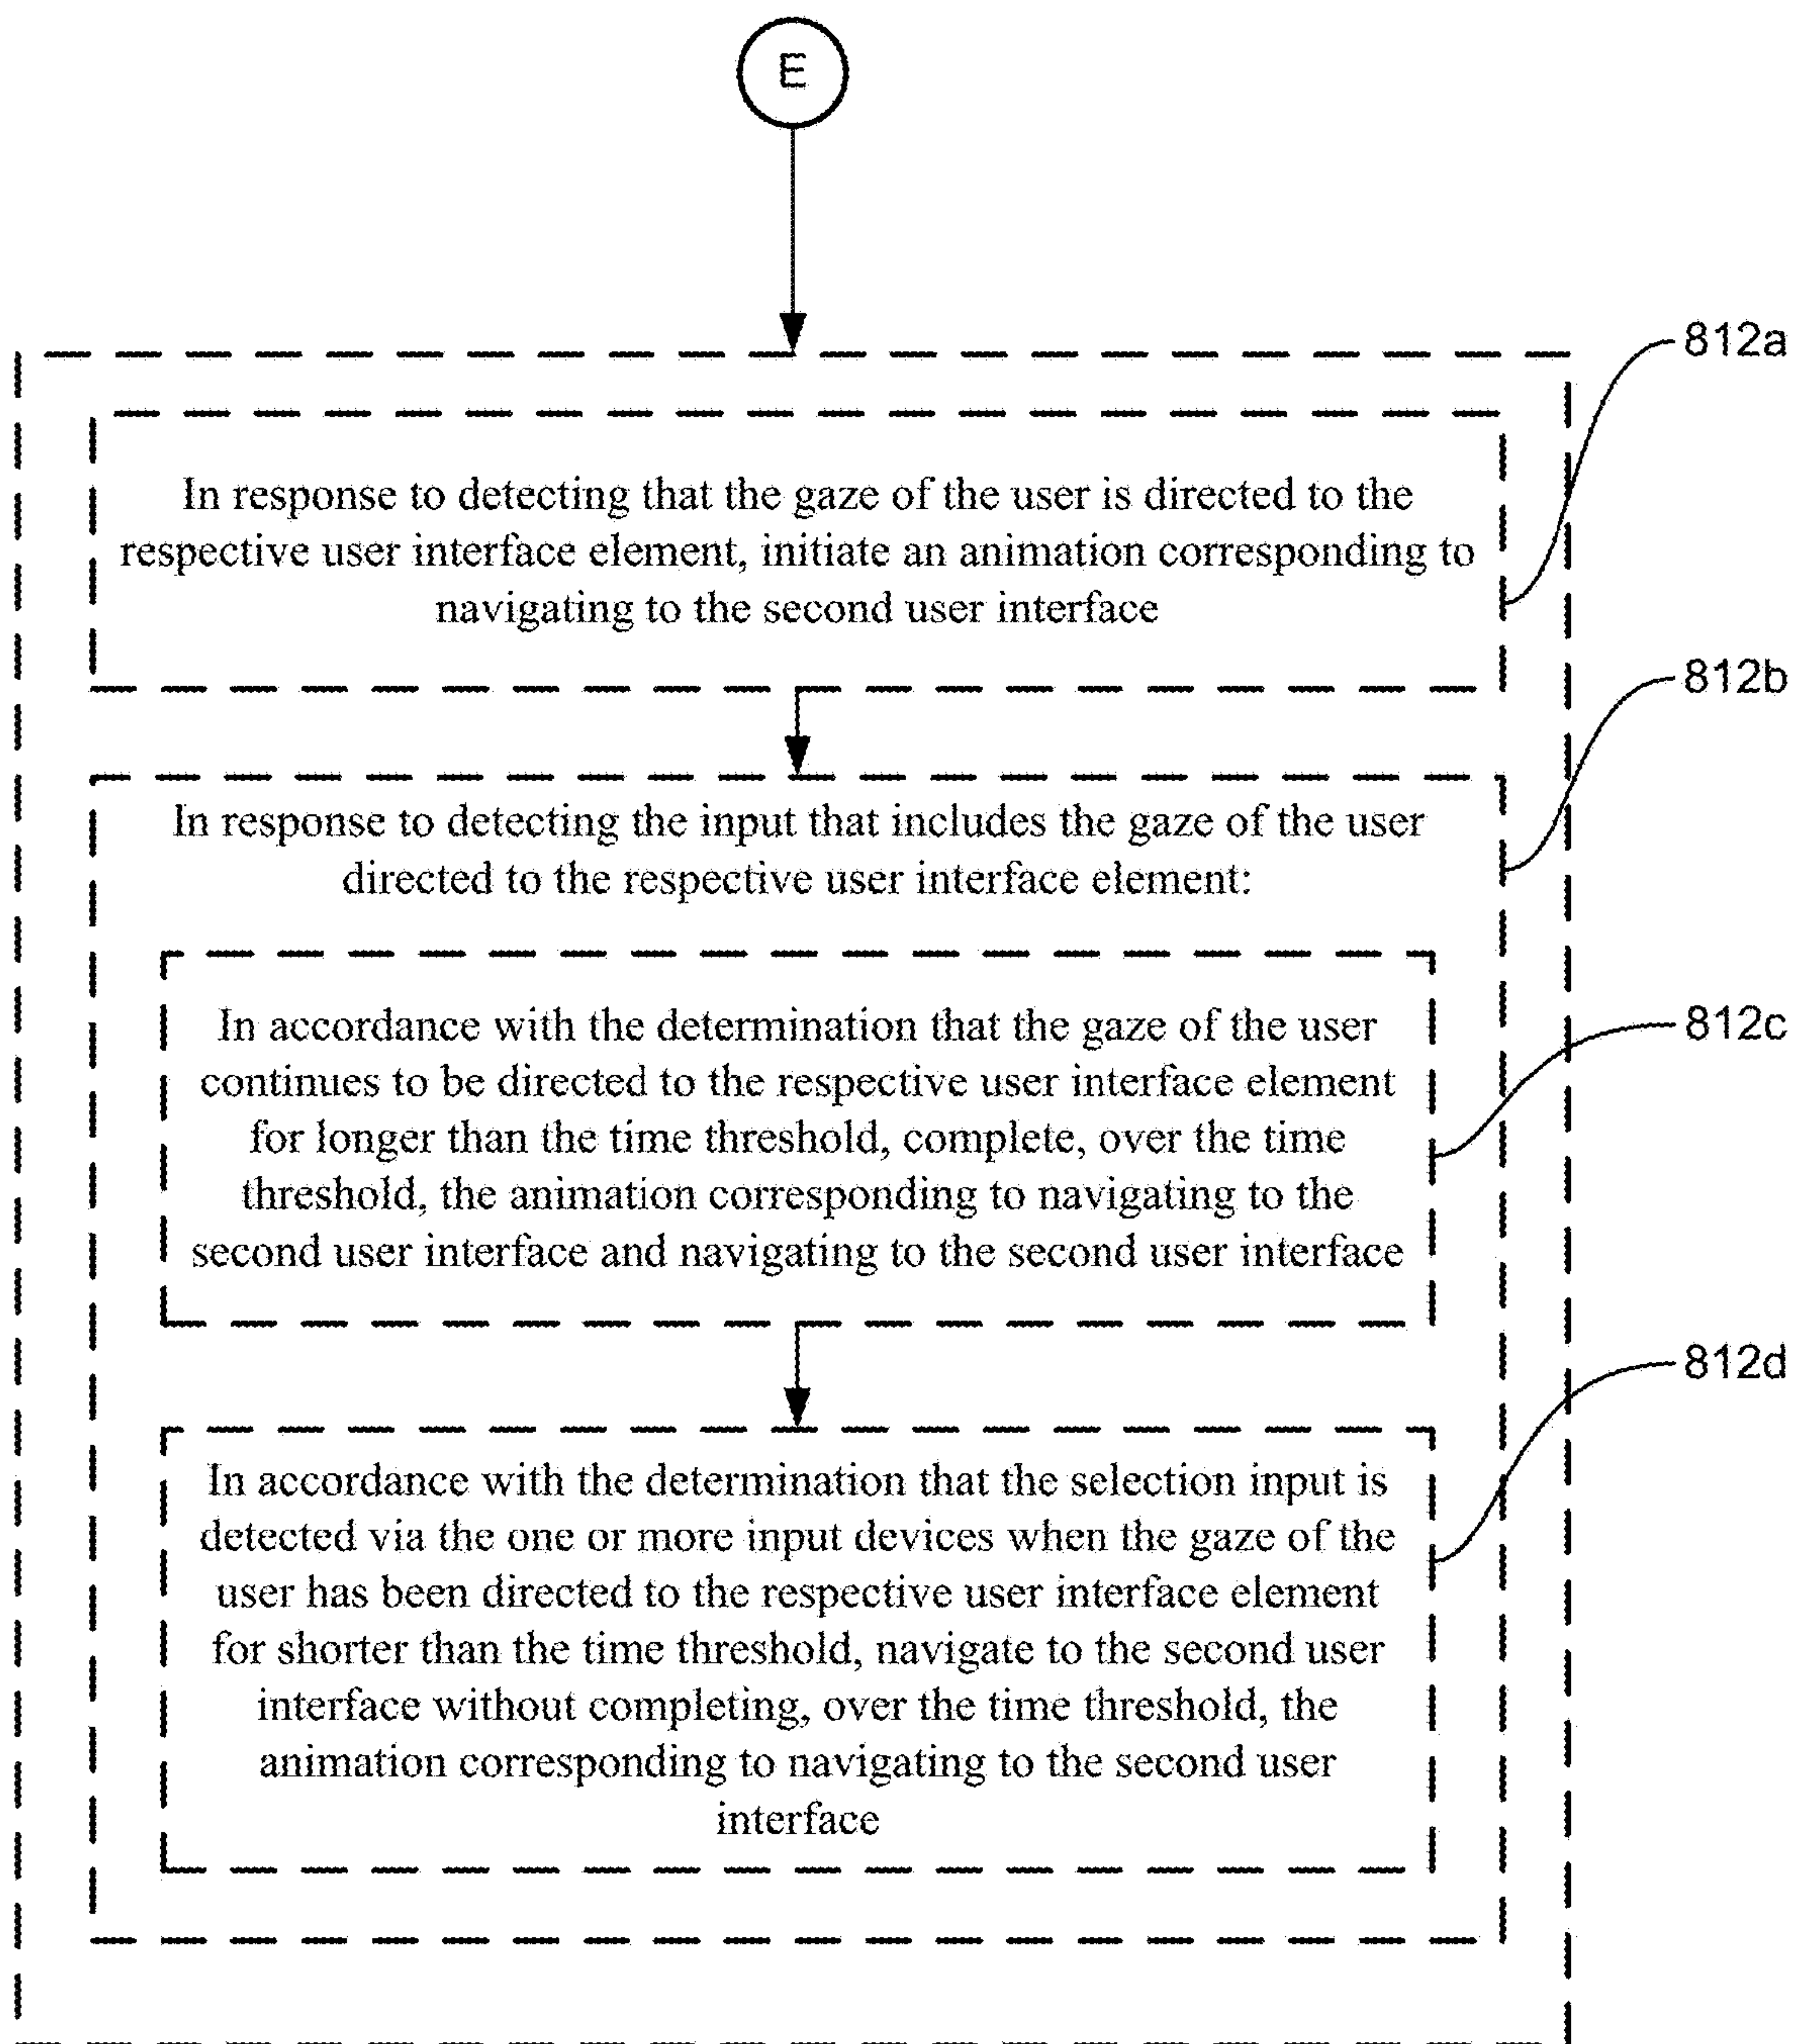 E
812a
In response to detecting that the gaze of the user is directed to the
respective user interface element, initiate an animation corresponding to
navigating to the second user interface
812b
In response to detecting the input that includes the gaze of the user
directed to the respective user interface element:
812c
In accordance with the determination that the gaze of the user
continues to be directed to the respective user interface element
for longer than the time threshold, complete, over the time
threshold, the animation corresponding to navigating to the
second user interface and navigating to the second user interface
812d
In accordance with the determination that the selection input is
detected via the one or more input devices when the gaze of the
user has been directed to the respective user interface element
for shorter than the time threshold, navigate to the second user
interface without completing, over the time threshold, the
animation corresponding to navigating to the second user
interface